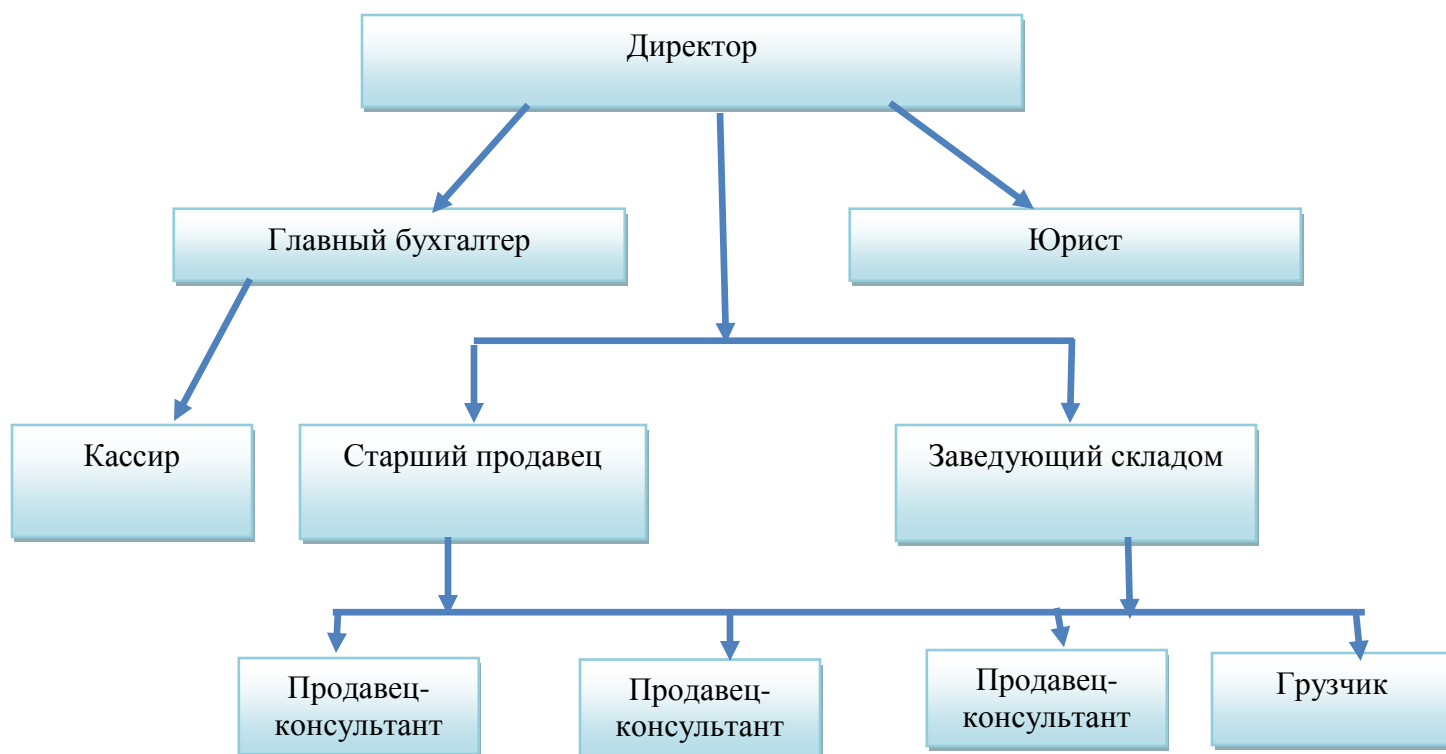 Директор
Главный бухгалтер
Юрист
Кассир
Старший продавец
Заведующий складом
Продавец-
консультант
Продавец-
консультант
Продавец-
консультант
Грузчик